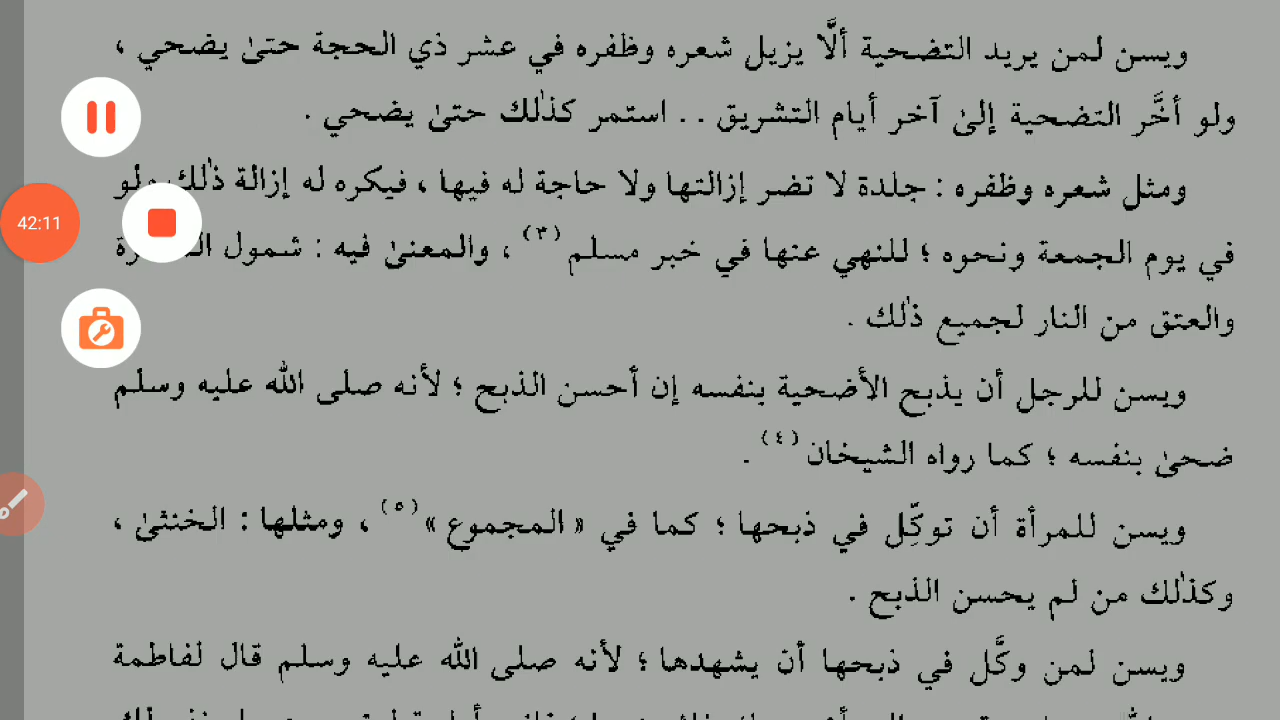 ويسن لمن يريد التضحية ألَّا يزيل شعره وظفره في عشر ذي الحجة حتىٰ يضحي ،
ولو أخَّر التضحية إلىٰ آخر أيام التشريق . . استمر كذٰلك حتىٰ يضحي .
ومثل شعره وظفره : جلدة لا تضر إزالتها ولا حاجة له فيها ، فيكره له إزالة ذٰلك ولو
42:11
في يوم الجمعة ونحوه ؛ للنهي عنها في خبر مسلم (٣) ، والمعنىٰ فيه : شمول
والعتق من النار لجميع ذٰلك .
ويسن للرجل أن يذبح الأضحية بنفسه إن أحسن الذبح ؛ لأنه صلى الله عليه وسلم
ضحىٰ بنفسه ؛ كما رواه الشيخان (٤) .
ويسن للمرأة أن توكِّل في ذبحها ؛ كما في « المجموع » (٥) ، ومثلها : الخنثىٰ ،
وكذٰلك من لم يحسن الذبح .
ويسن لمن وكَّل في ذبحها أن يشهدها ؛ لأنه صلى الله عليه وسلم قال لفاطمة